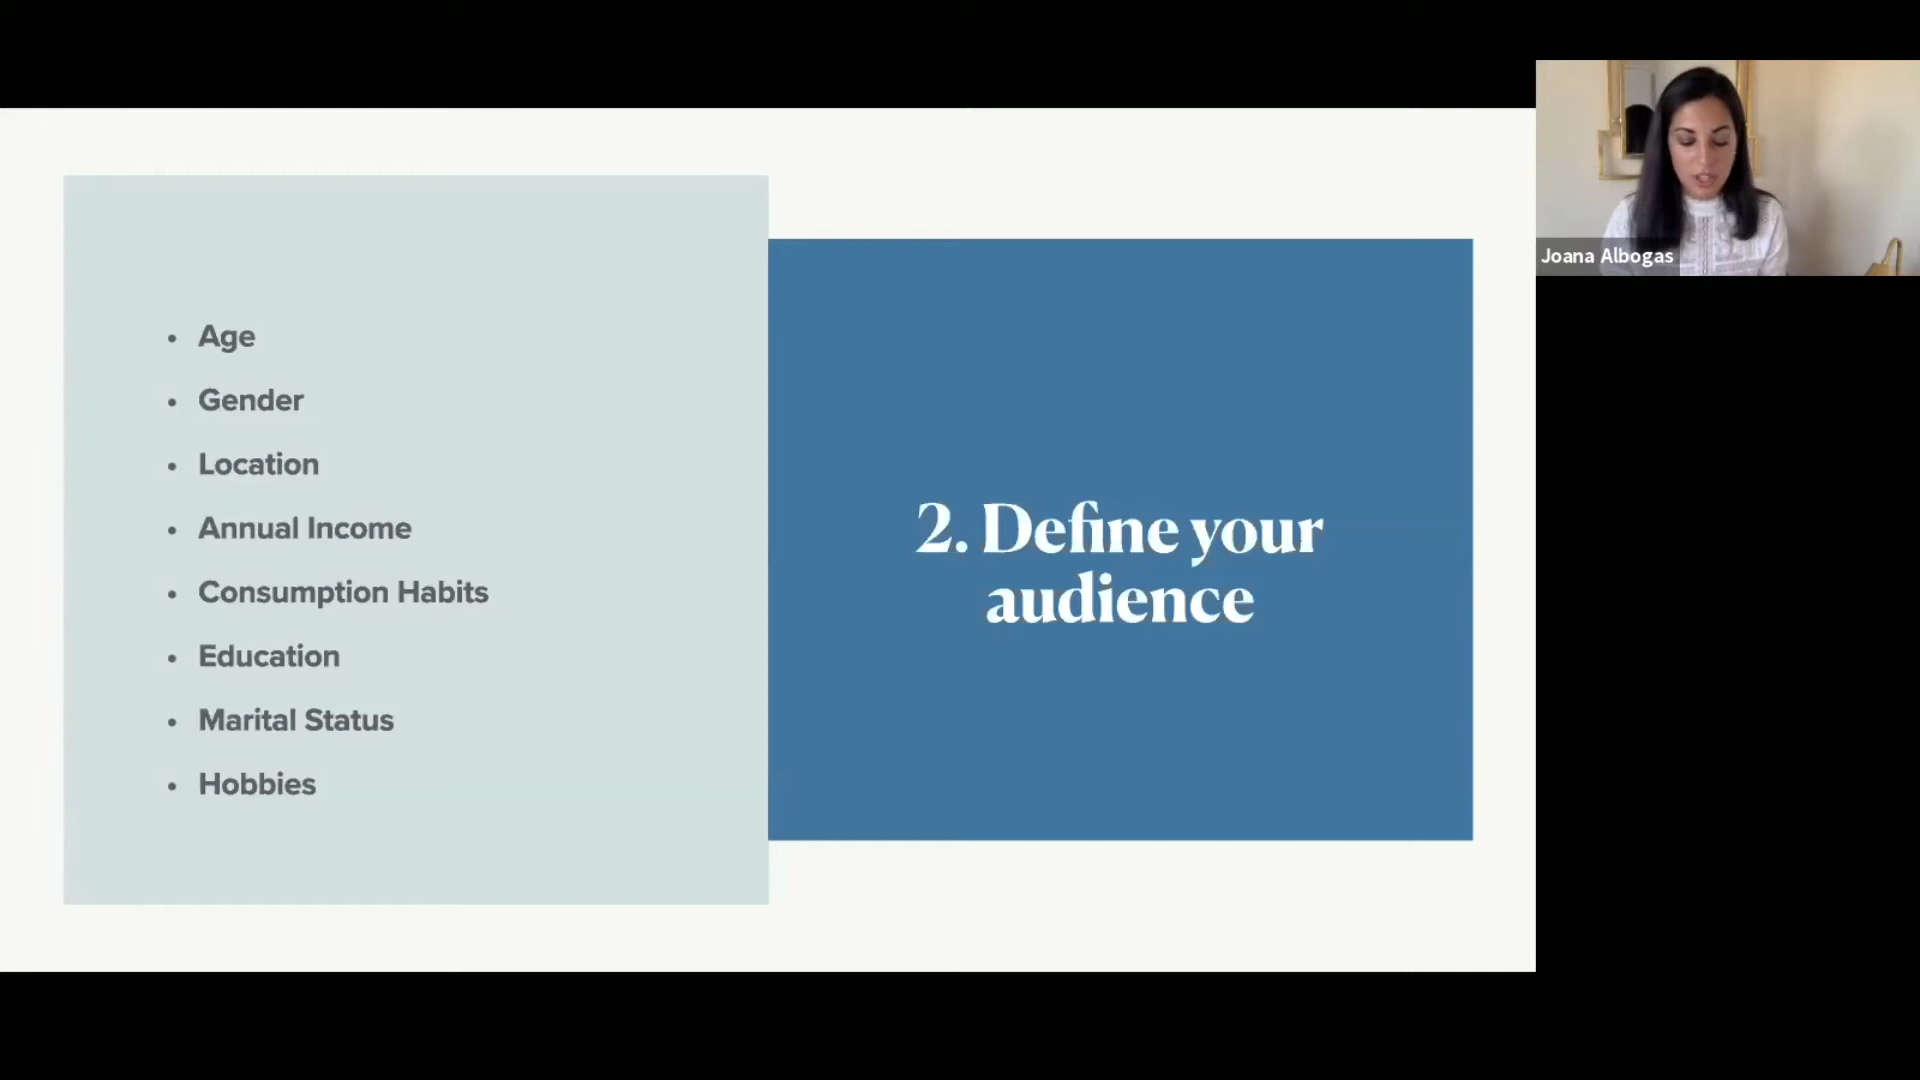 • Age
• Gender
• Location
• Annual Income
• Consumption Habits
• Education
• Marital Status
• Hobbies
2. Define your
audience
Joana Albogas